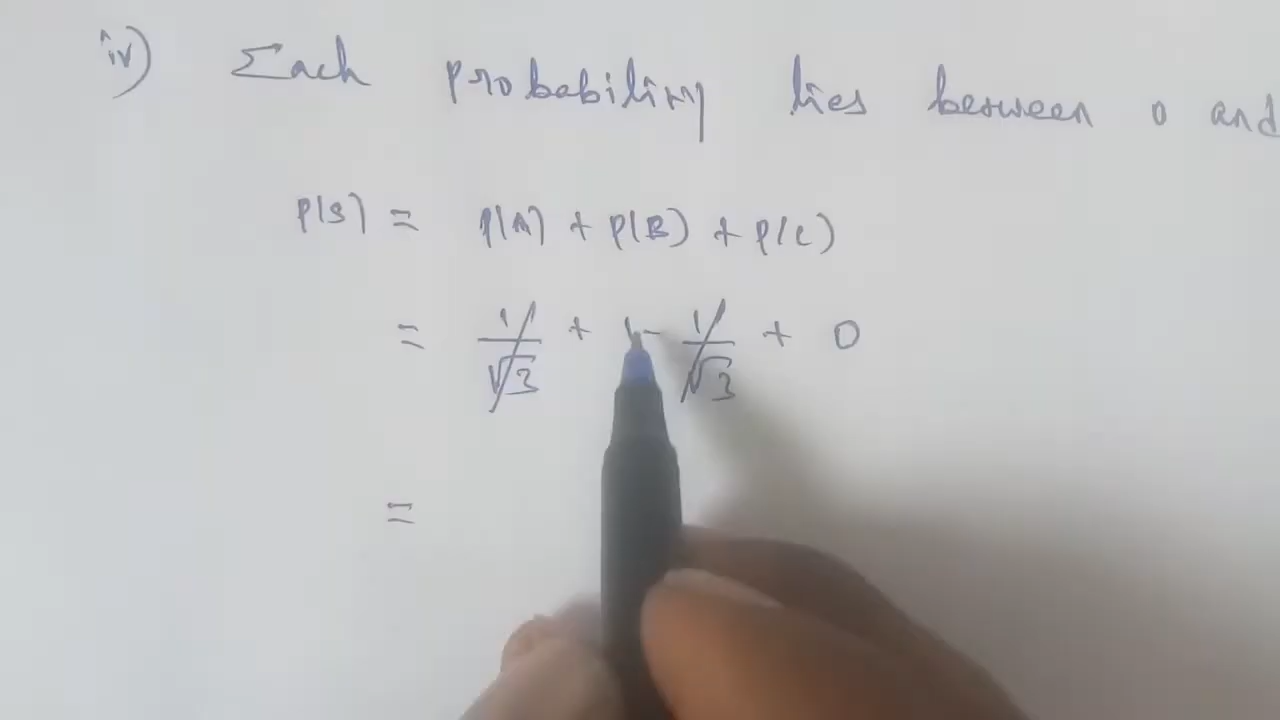 iv) Each probability lies between 0 and
P(S) = P(A) + P(B) + P(C)
= 1/√3 + 1 - 1/√3 + 0
=